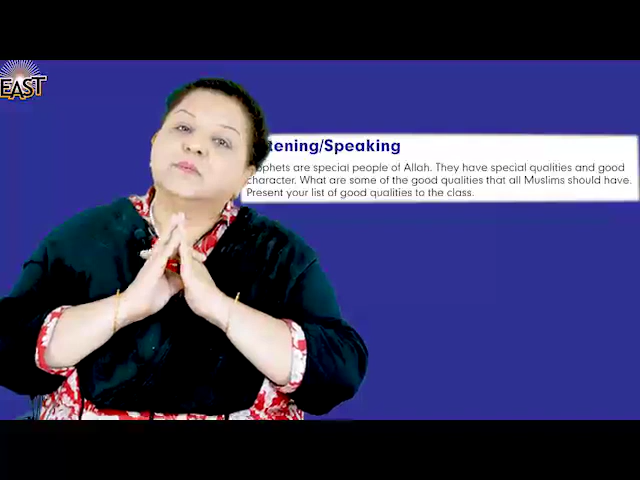 EAST
tening/Speaking
ophets are special people of Allah. They have special qualities and good
character. What are some of the good qualities that all Muslims should have.
Present your list of good qualities to the class.